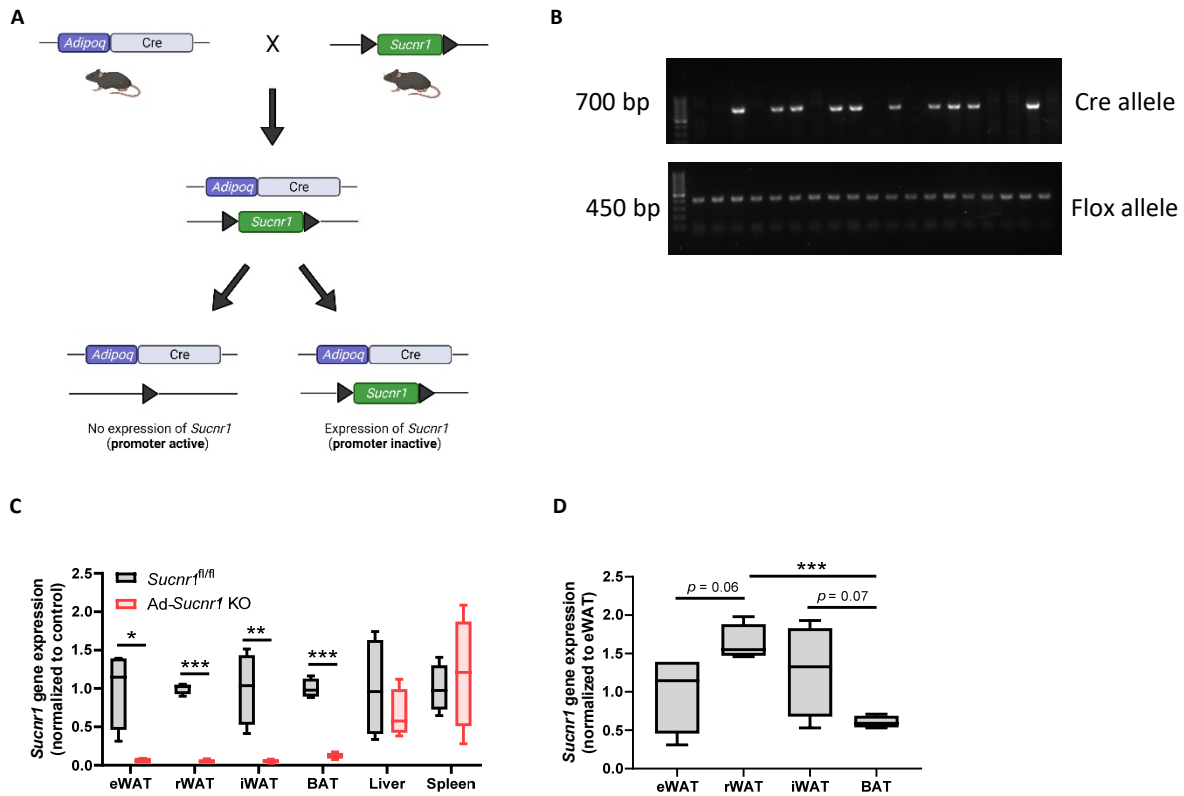 A
Adipoq Cre
X
Sucnr1
Adipoq Cre
Sucnr1
Adipoq Cre
Adipoq Cre
Sucnr1
No expression of Sucnr1
(promoter active)
Expression of Sucnr1
(promoter inactive)
B
700 bp
Cre allele
450 bp
Flox allele
C
Sucnr1 gene expression
(normalized to control)
2.5
2.0
1.5
1.0
0.5
0.0
Sucnr1fl/fl
Ad-Sucnr1 KO
*
***
**
***
eWAT rWAT iWAT BAT Liver Spleen
D
Sucnr1 gene expression
(normalized to eWAT)
2.5
2.0
1.5
1.0
0.5
0.0
***
p = 0.06
p = 0.07
eWAT rWAT iWAT BAT